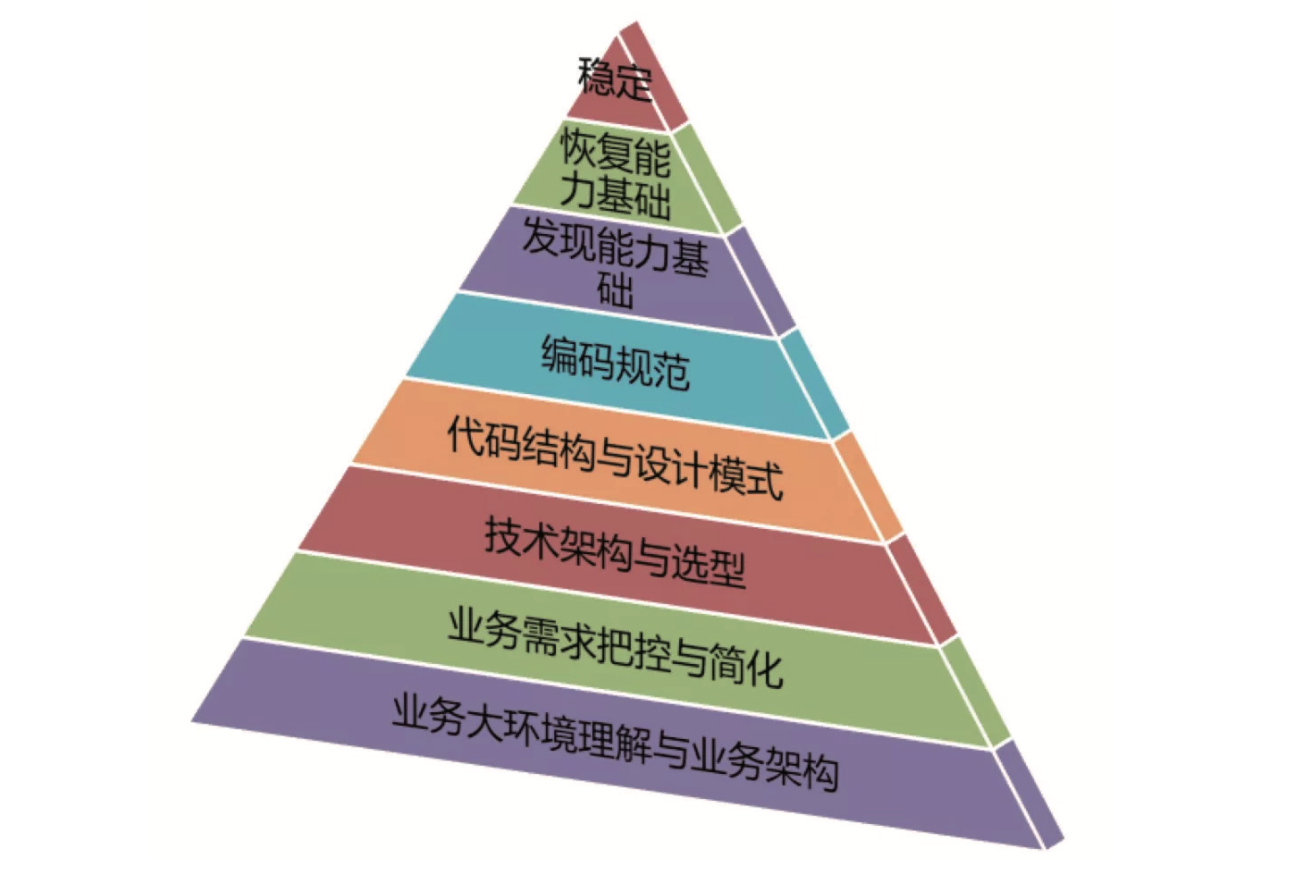 稳定
恢复能
力基础
发现能力基
础
编码规范
代码结构与设计模式
技术架构与选型
业务需求把控与简化
业务大环境理解与业务架构